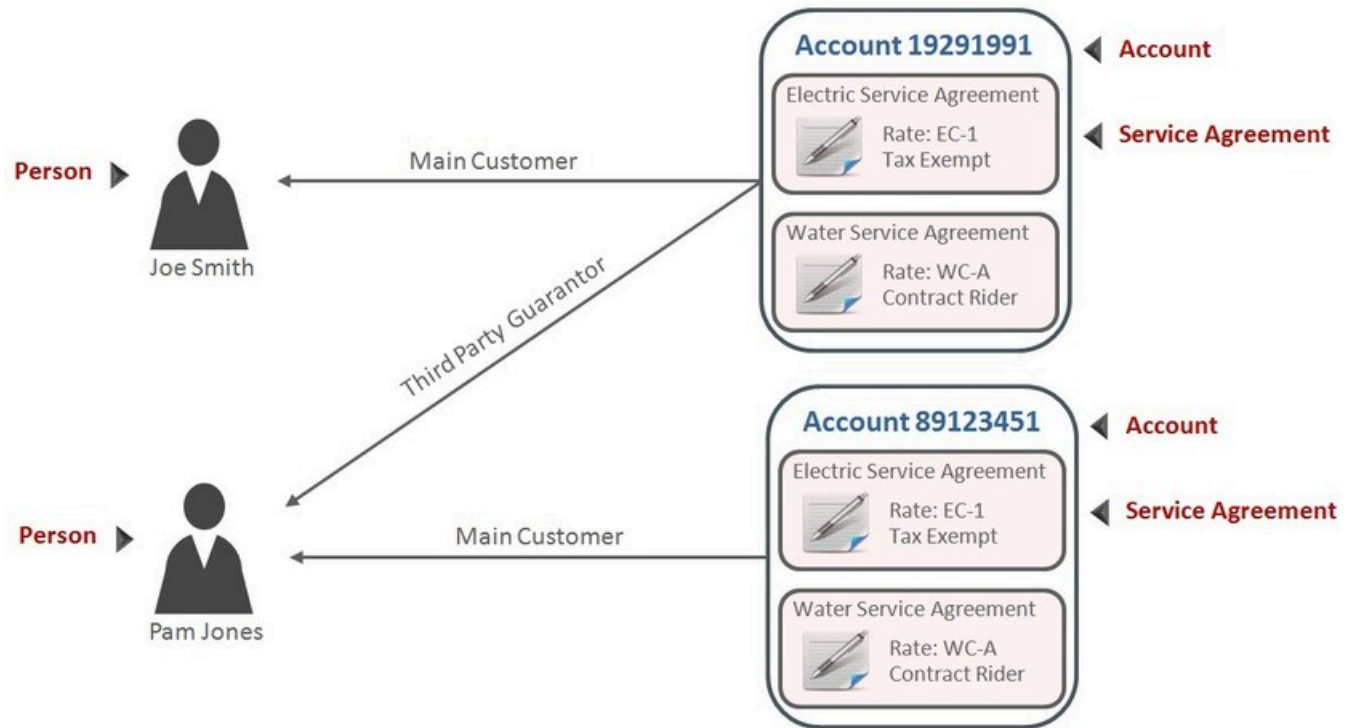 Account 19291991
Account
Electric Service Agreement
Rate: EC-1
Tax Exempt
Service Agreement
Person
Main Customer
Joe Smith
Water Service Agreement
Rate: WC-A
Contract Rider
Third Party Guarantor
Account 89123451
Account
Electric Service Agreement
Rate: EC-1
Tax Exempt
Service Agreement
Person
Main Customer
Pam Jones
Water Service Agreement
Rate: WC-A
Contract Rider